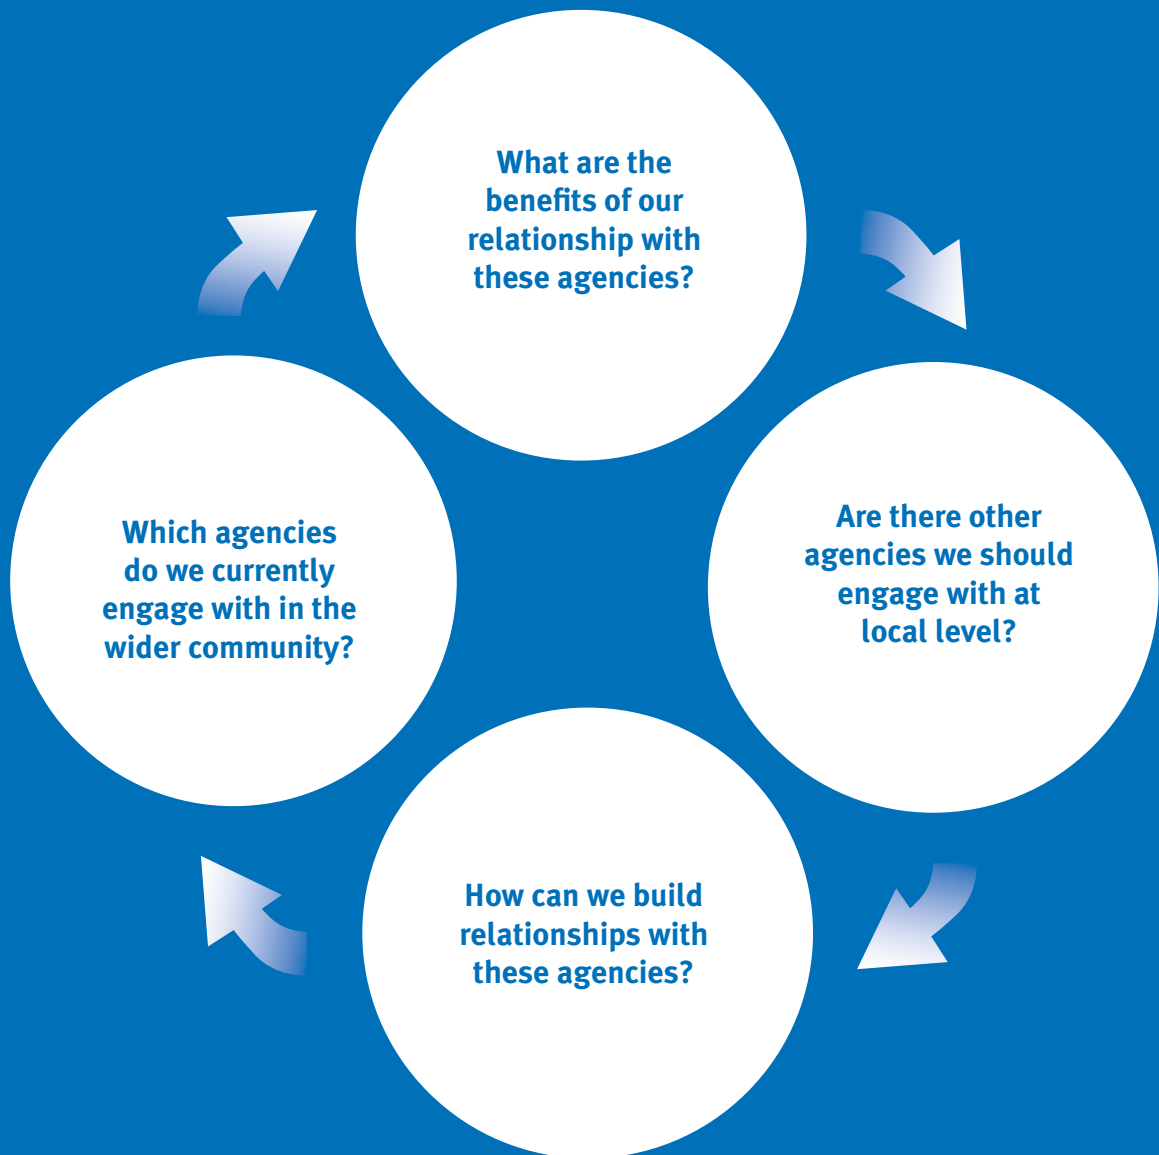 What are the
benefits of our
relationship with
these agencies?
Which agencies
do we currently
engage with in the
wider community?
Are there other
agencies we should
engage with at
local level?
How can we build
relationships with
these agencies?